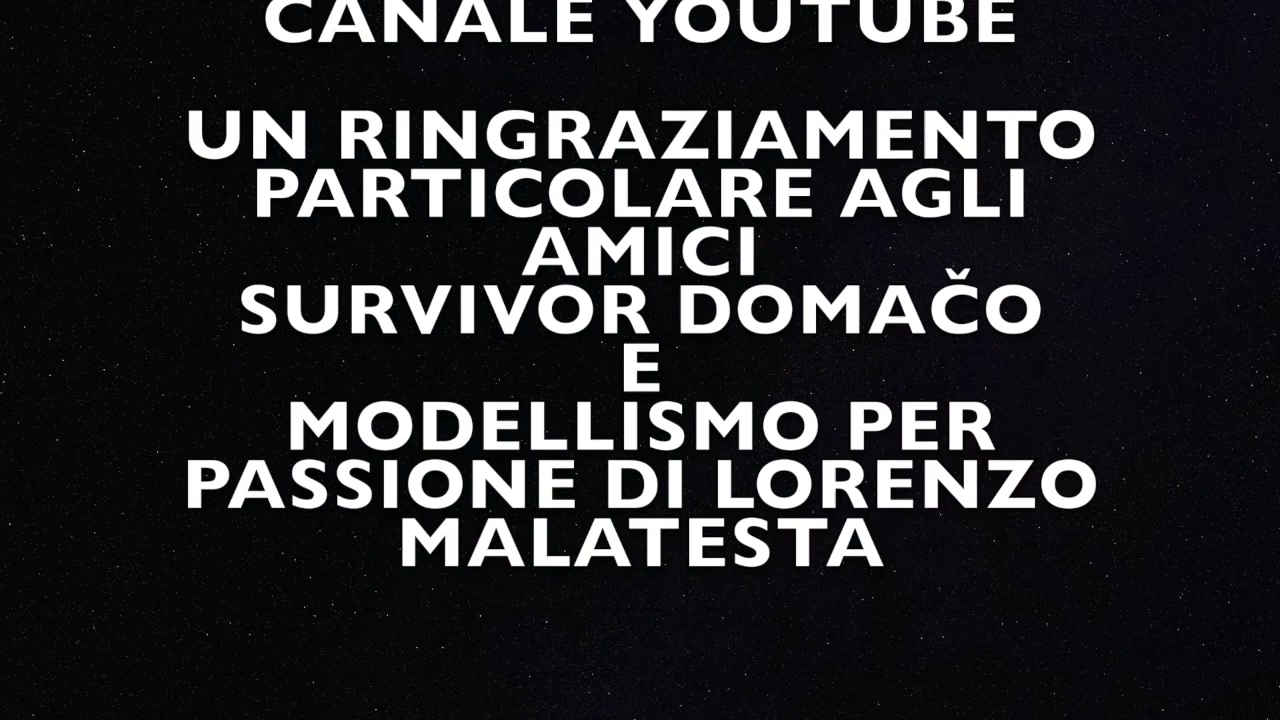 CANALE YOUTUBE
UN RINGRAZIAMENTO
PARTICOLARE AGLI
AMICI
SURVIVOR DOMAČO
E
MODELLISMO PER
PASSIONE DI LORENZO
MALATESTA